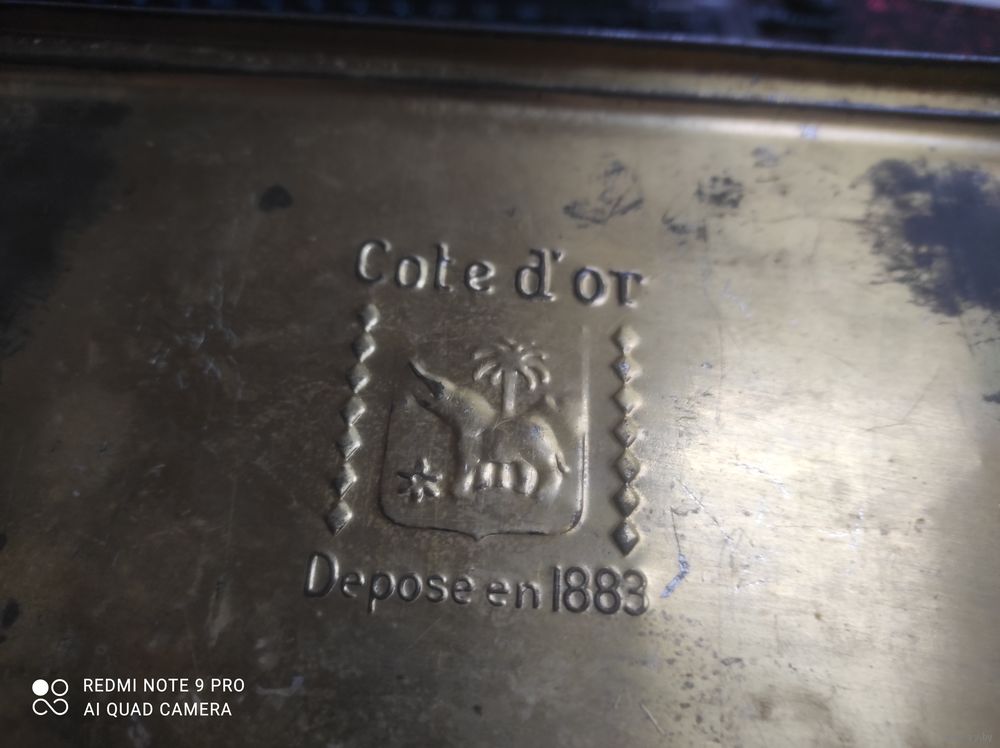 Cote d'or
Depose en 1883
REDMI NOTE 9 PRO
AI QUAD CAMERA